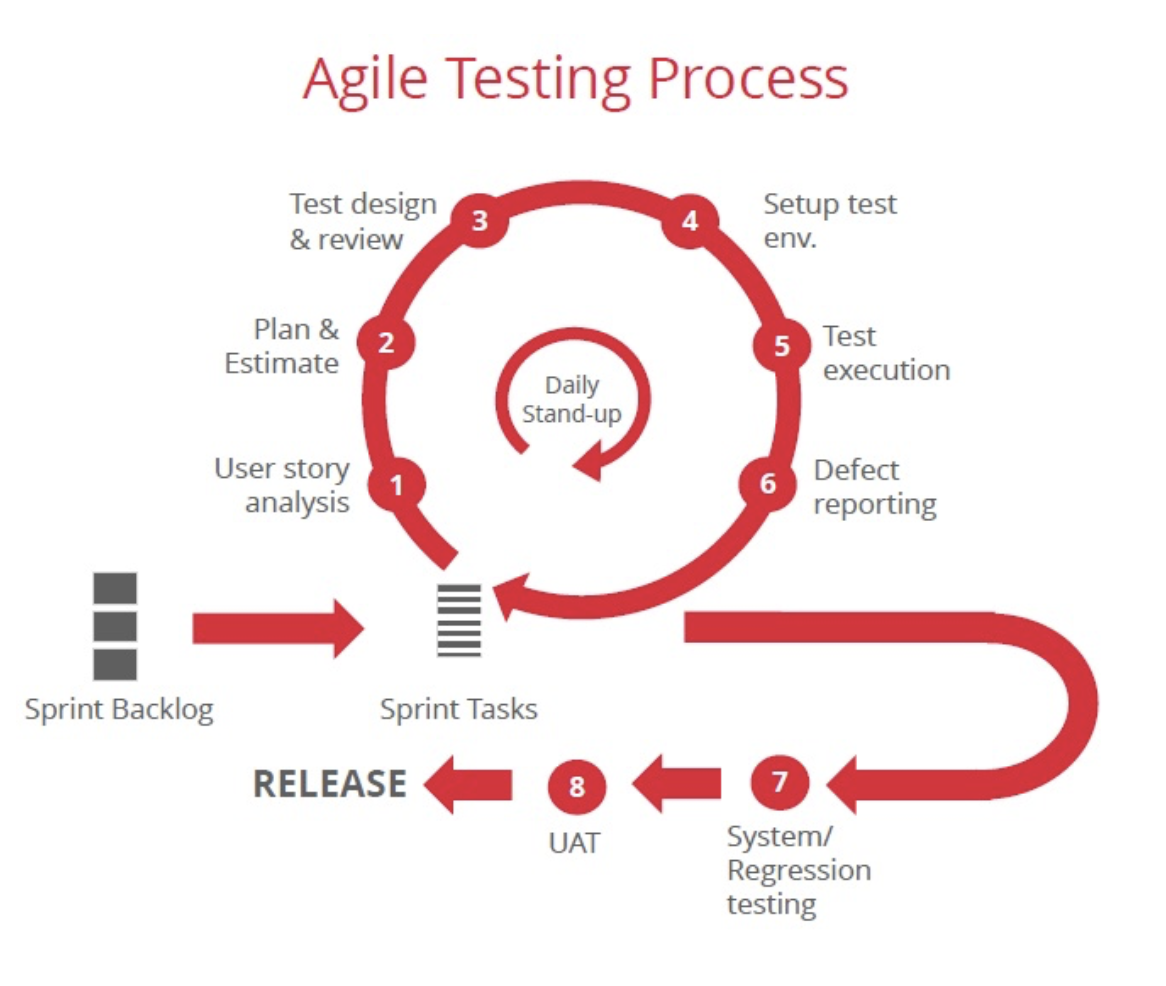 Agile Testing Process
Test design
& review
3
4
Setup test
env.
Plan &
Estimate
2
5
Test
execution
Daily
Stand-up
User story
analysis
1
6
Defect
reporting
Sprint Backlog
Sprint Tasks
RELEASE
8
UAT
7
System/
Regression
testing